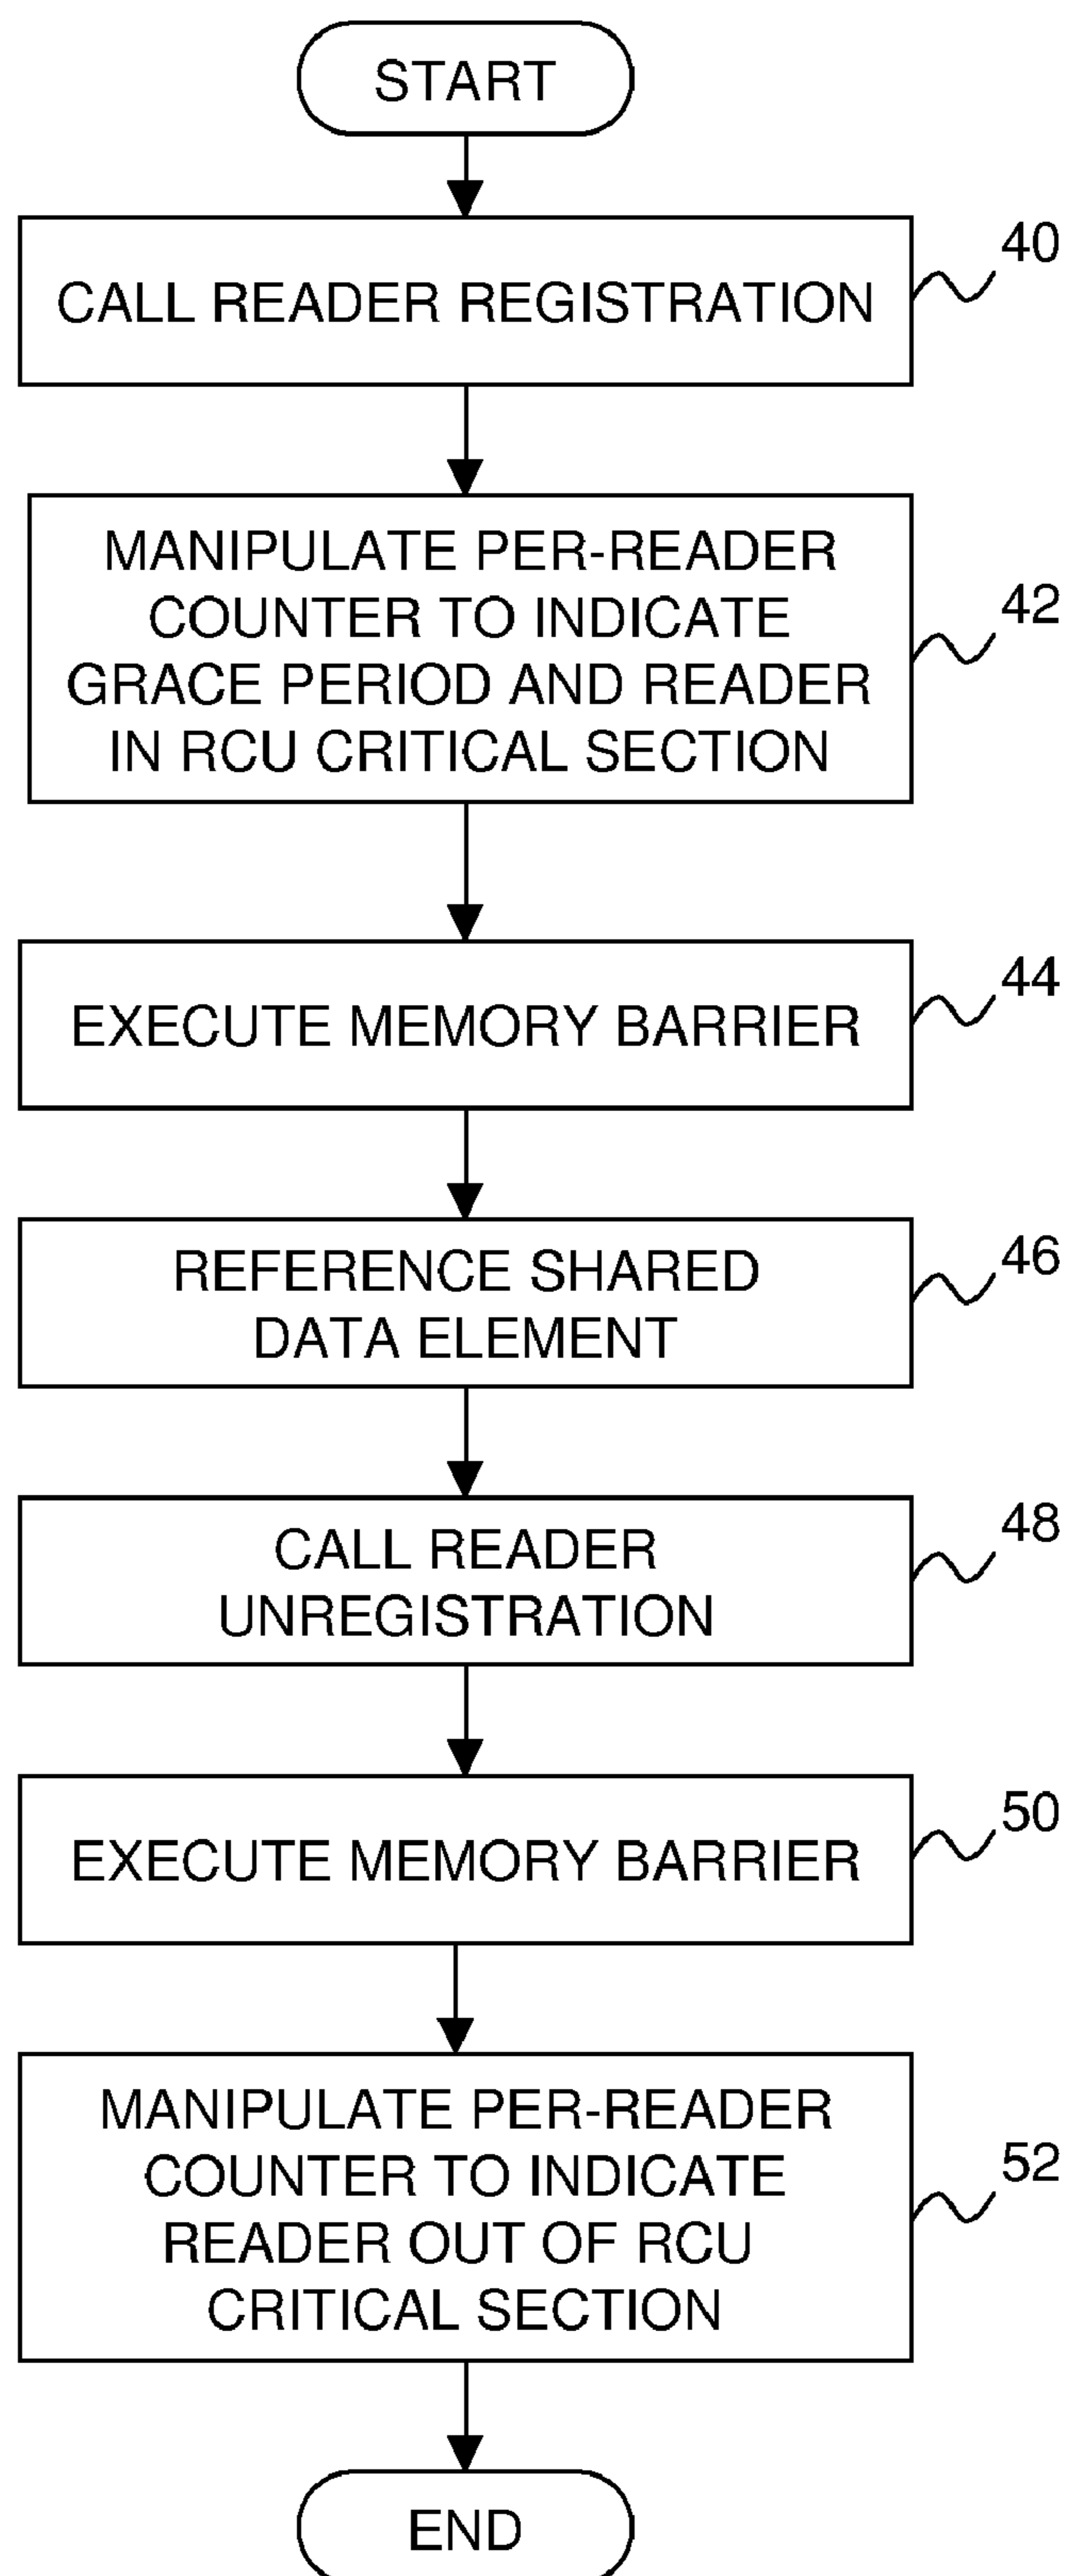 START
CALL READER REGISTRATION
40
MANIPULATE PER-READER
COUNTER TO INDICATE
GRACE PERIOD AND READER
IN RCU CRITICAL SECTION
42
EXECUTE MEMORY BARRIER
44
REFERENCE SHARED
DATA ELEMENT
46
CALL READER
UNREGISTRATION
48
EXECUTE MEMORY BARRIER
50
MANIPULATE PER-READER
COUNTER TO INDICATE
READER OUT OF RCU
CRITICAL SECTION
52
END